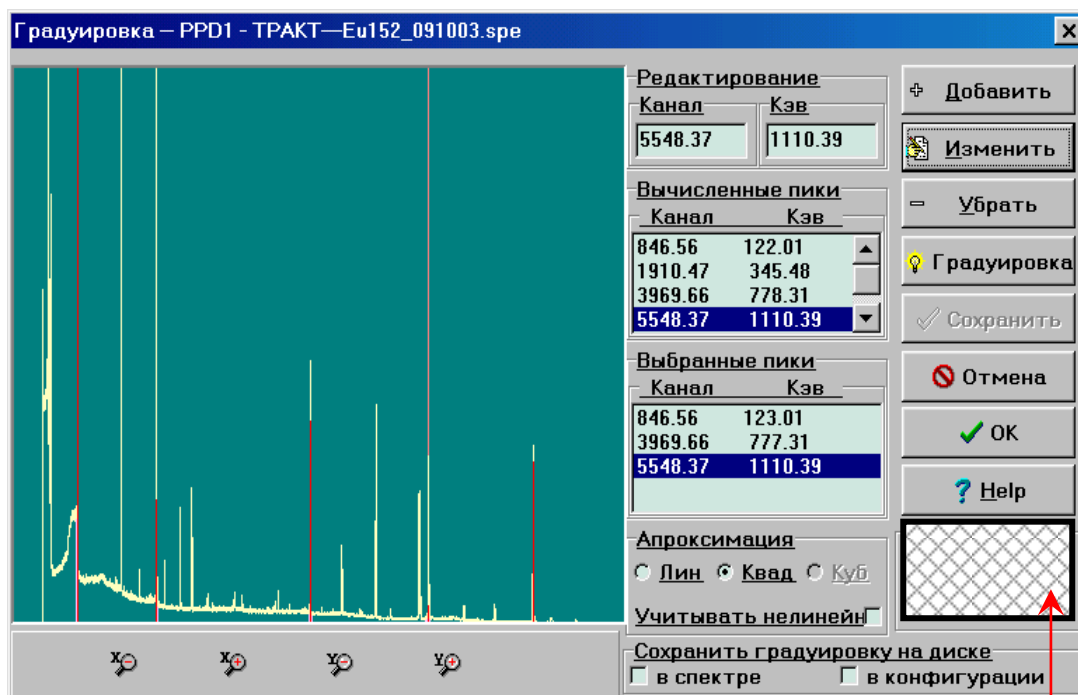 Градуировка – PPD1 - ТРАКТ—Eu152_091003.spe
Редактирование
Канал Кэв
5548.37 1110.39
Вычисленные пики
Канал Кэв
846.56 122.01
1910.47 345.48
3969.66 778.31
5548.37 1110.39
Выбранные пики
Канал Кэв
846.56 123.01
3969.66 777.31
5548.37 1110.39
Апроксимация
Лин Квад Куб
Учитывать нелинейн
Сохранить градуировку на диске
в спектре в конфигурации
Добавить
Изменить
Убрать
Градуировка
Сохранить
Отмена
OK
Help
X X Y Y